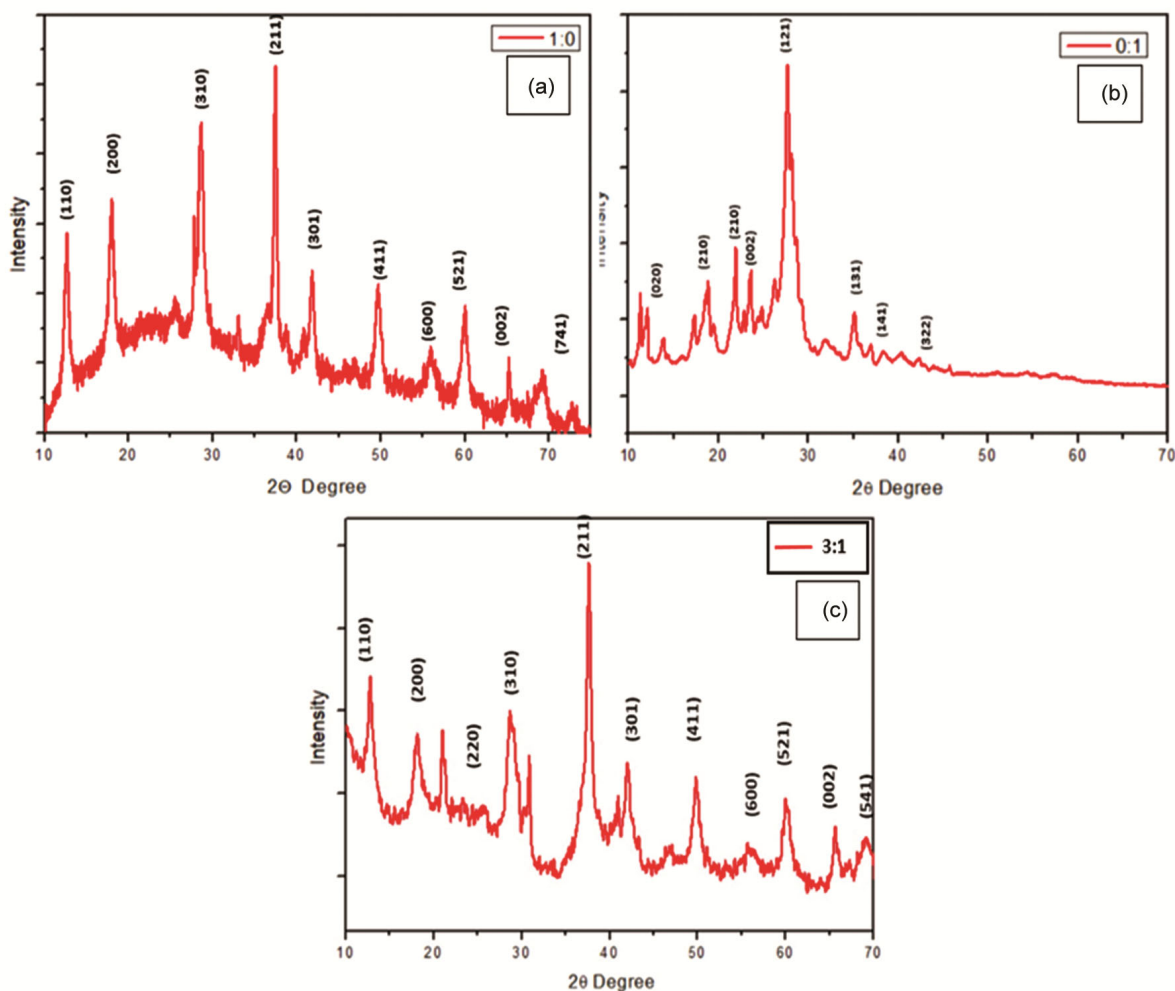 1:0
(a)
(110)
(200)
(310)
(211)
(301)
(411)
(600)
(521)
(002)
(741)
Intensity
10 20 30 40 50 60 70
2Θ Degree
0:1
(b)
(020)
(210)
(210)
(002)
(121)
(131)
(141)
(322)
Intensity
10 20 30 40 50 60 70
2θ Degree
3:1
(c)
(110)
(200)
(220)
(310)
(211)
(301)
(411)
(600)
(521)
(002)
(541)
Intensity
10 20 30 40 50 60 70
2θ Degree